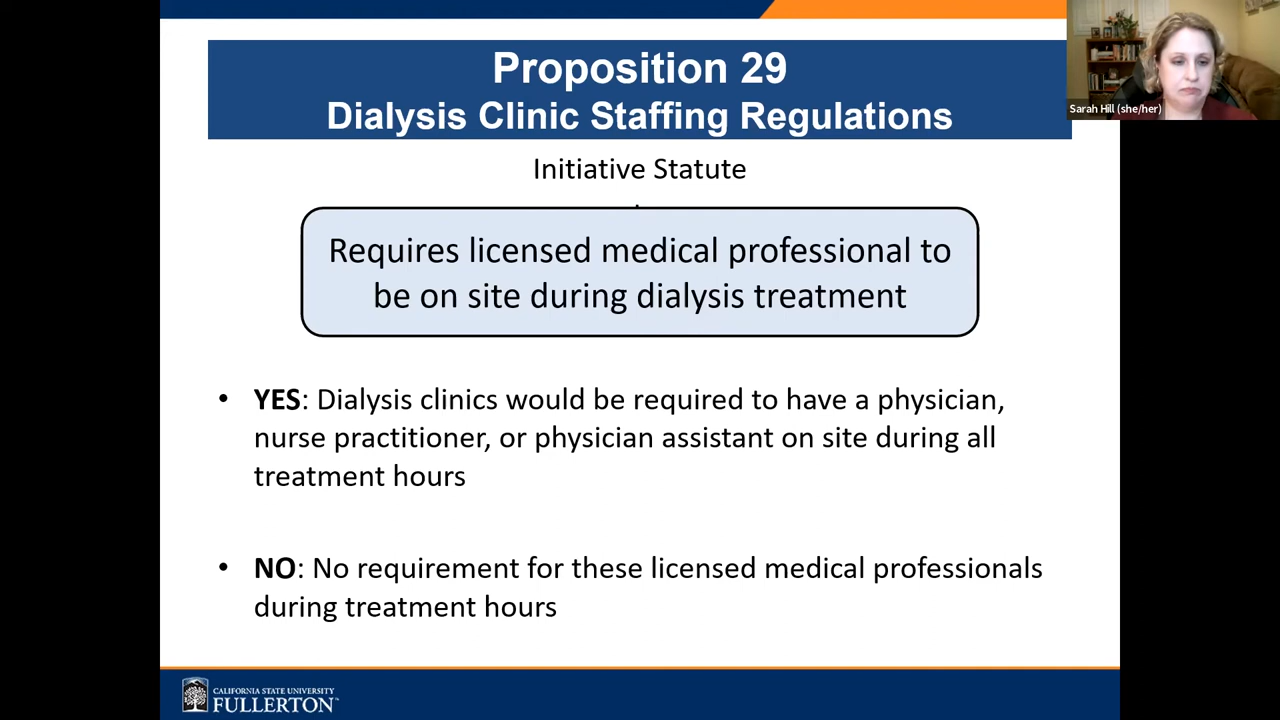 Proposition 29
Dialysis Clinic Staffing Regulations
Sarah Hill (she/her)
Initiative Statute
Requires licensed medical professional to
be on site during dialysis treatment
• YES: Dialysis clinics would be required to have a physician,
nurse practitioner, or physician assistant on site during all
treatment hours
• NO: No requirement for these licensed medical professionals
during treatment hours
CALIFORNIA STATE UNIVERSITY
FULLERTON™